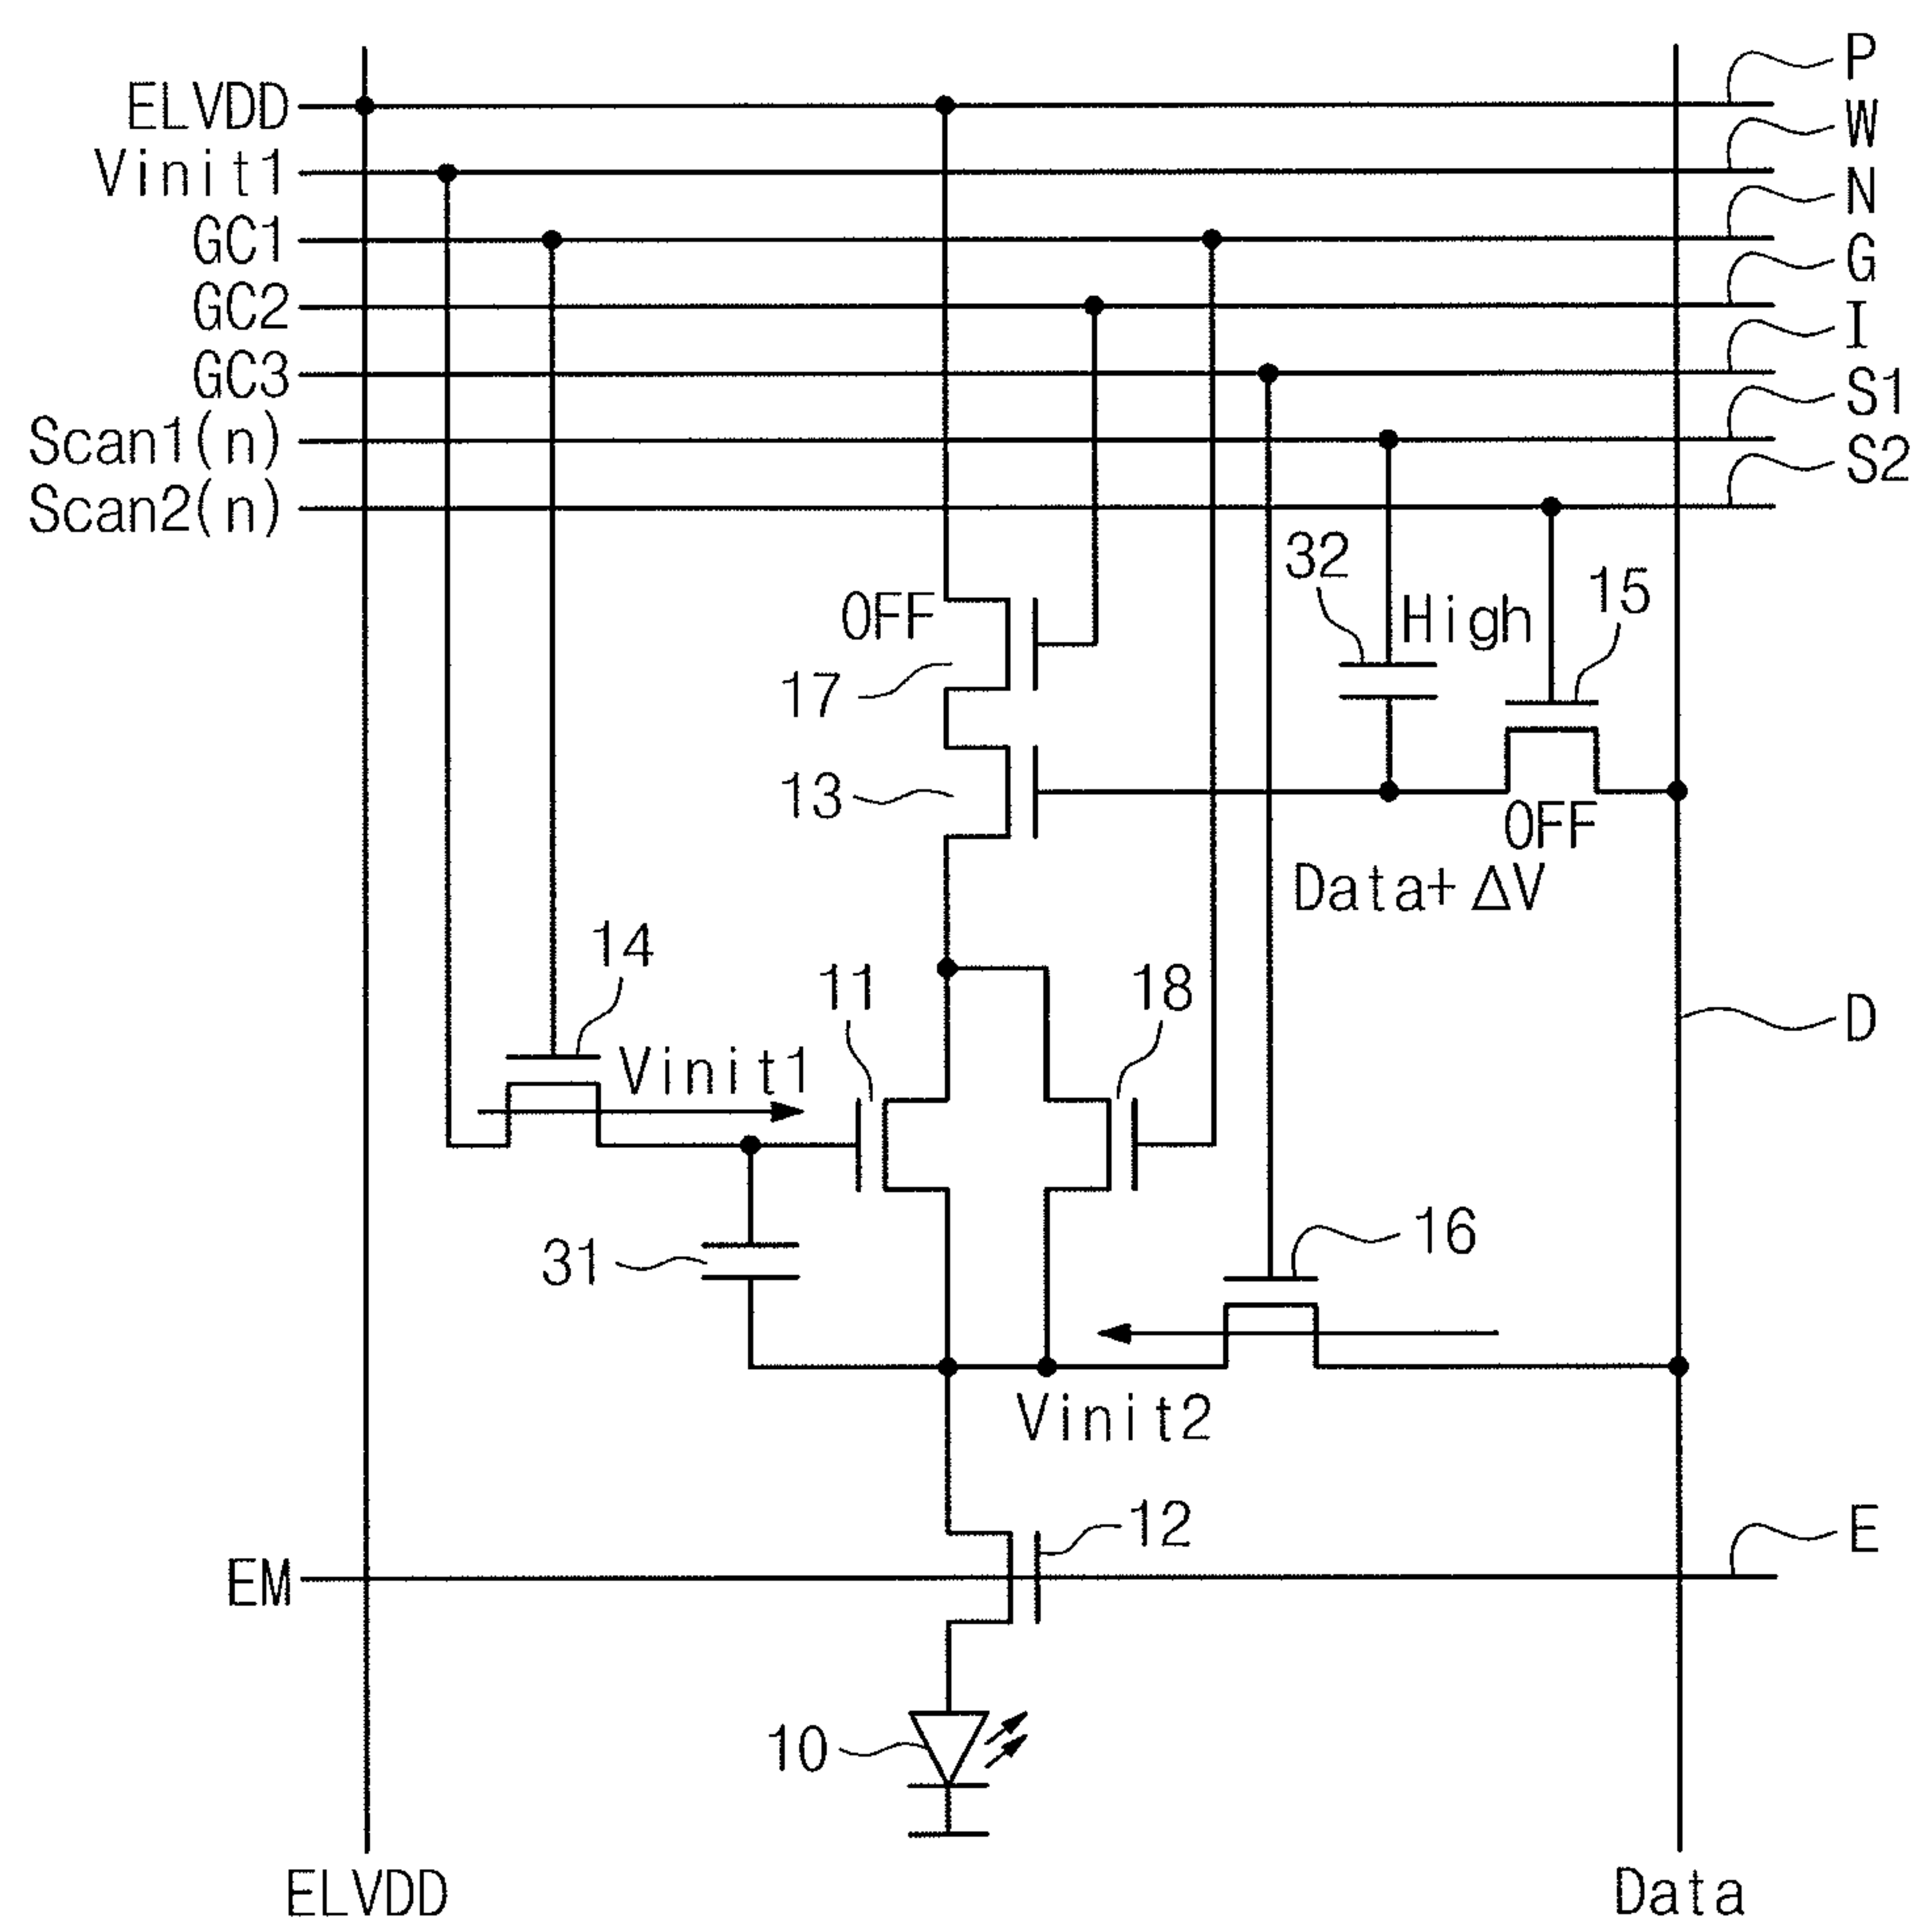 P
ELVDD
W
Vinit1
N
GC1
G
GC2
I
GC3
S1
Scan1(n)
S2
Scan2(n)
32
15
OFF
High
17
13
OFF
Data+ΔV
14
11
18
D
Vinit1
16
31
Vinit2
12
E
EM
10
ELVDD
Data